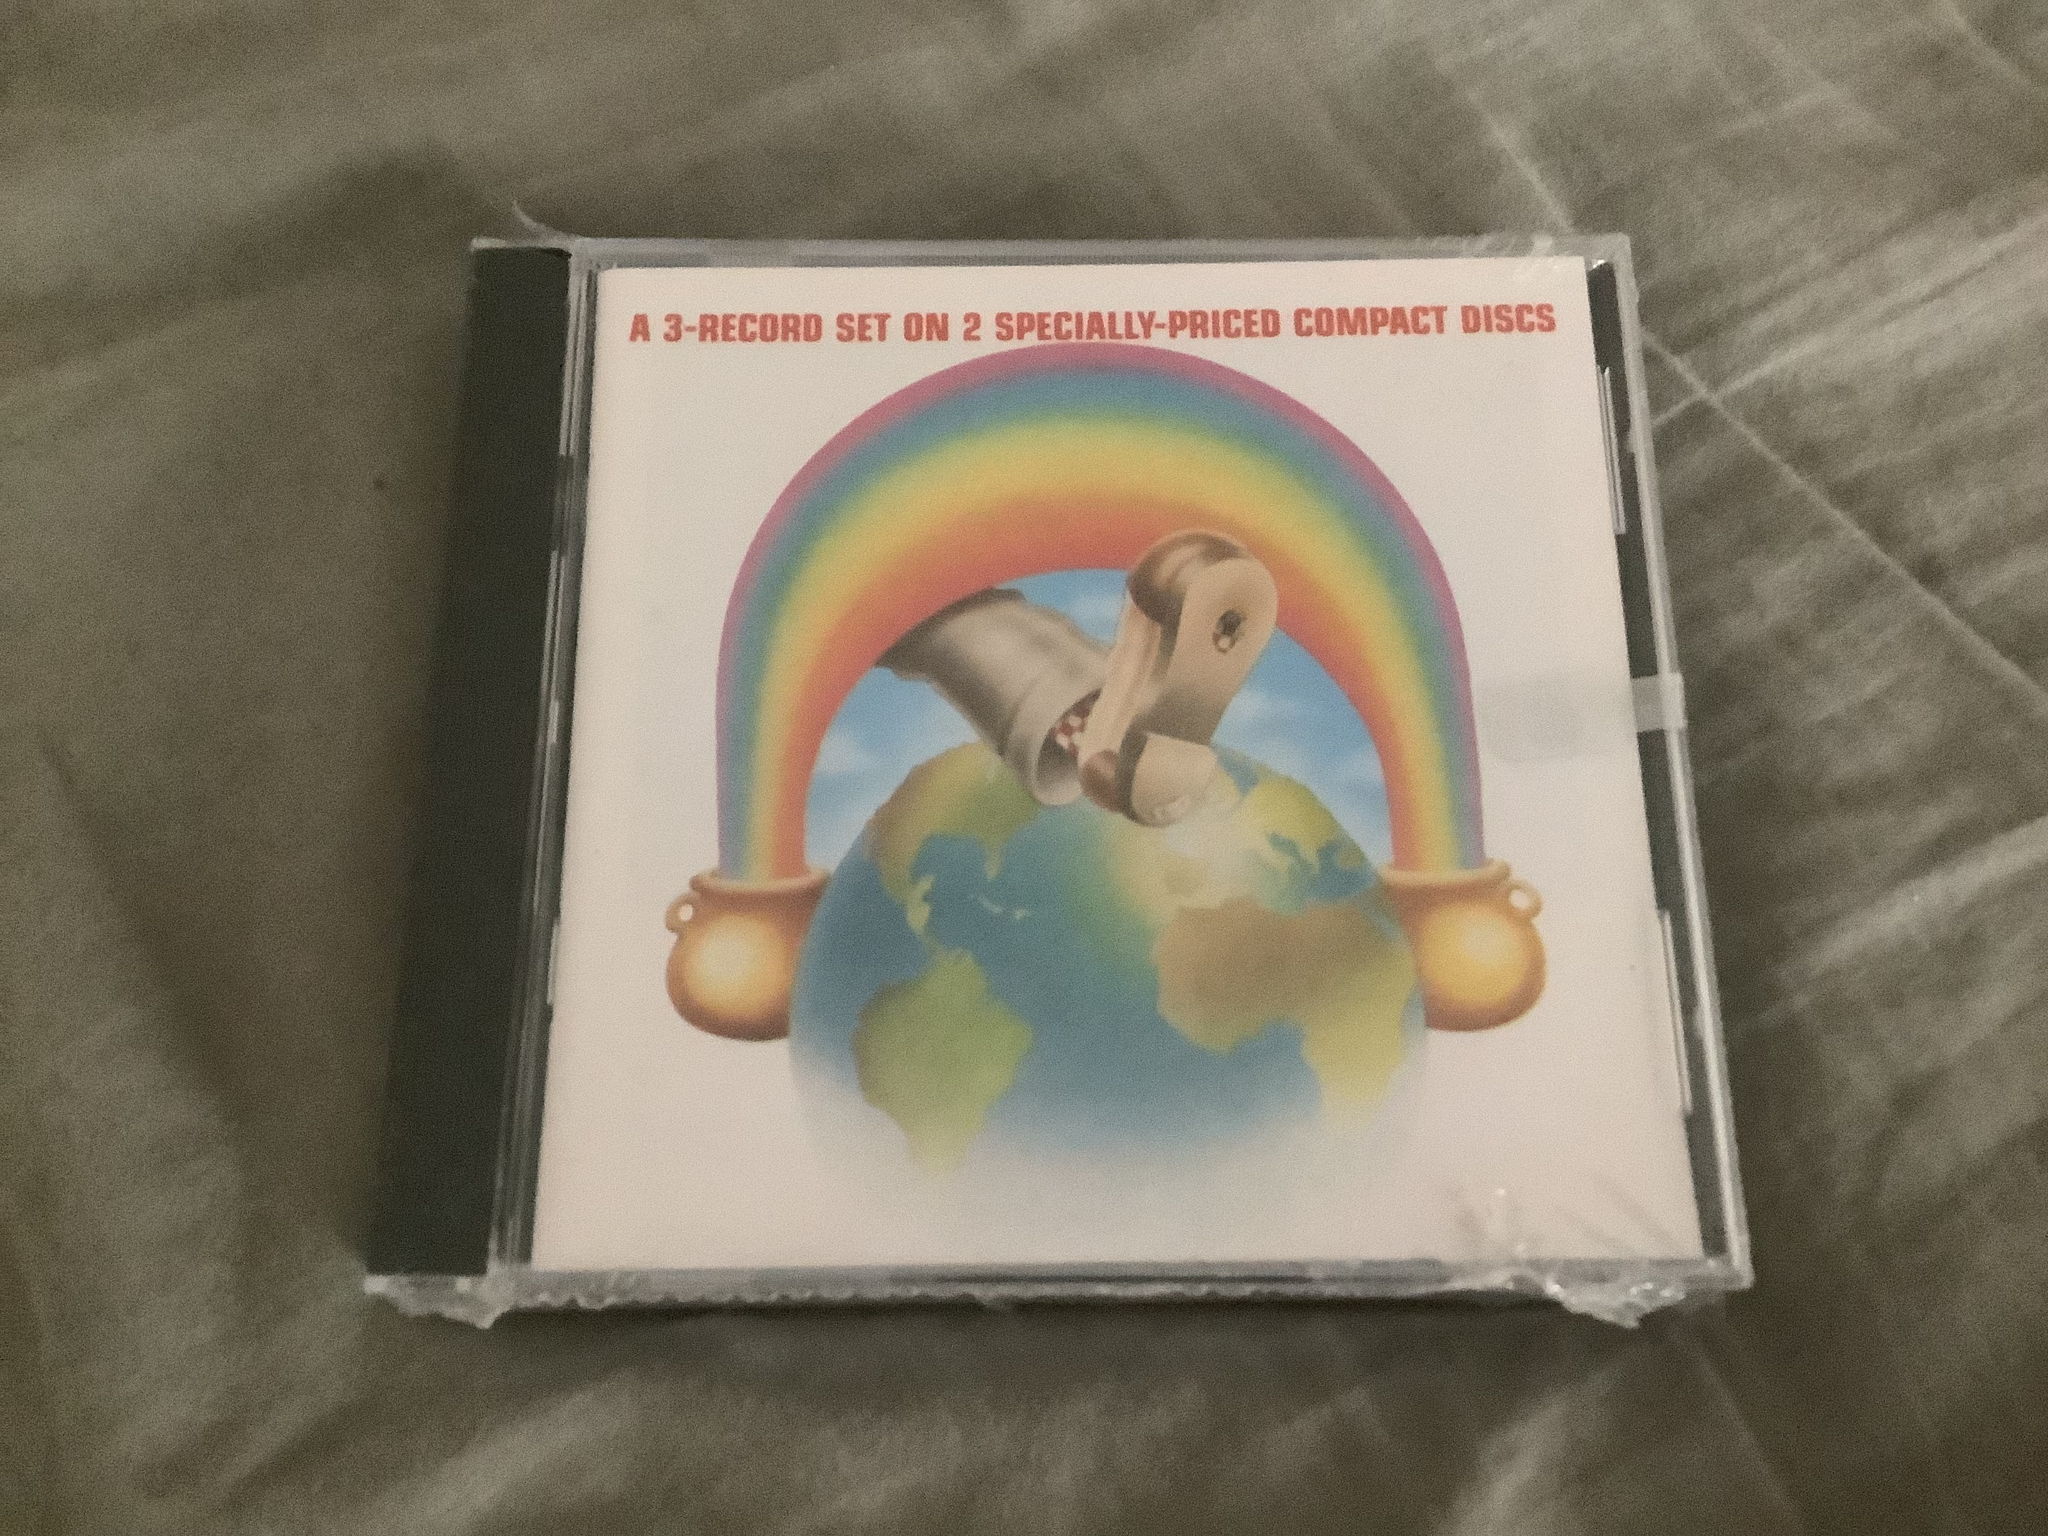 A 3-RECORD SET ON 2 SPECIALLY-PRICED COMPACT DISCS